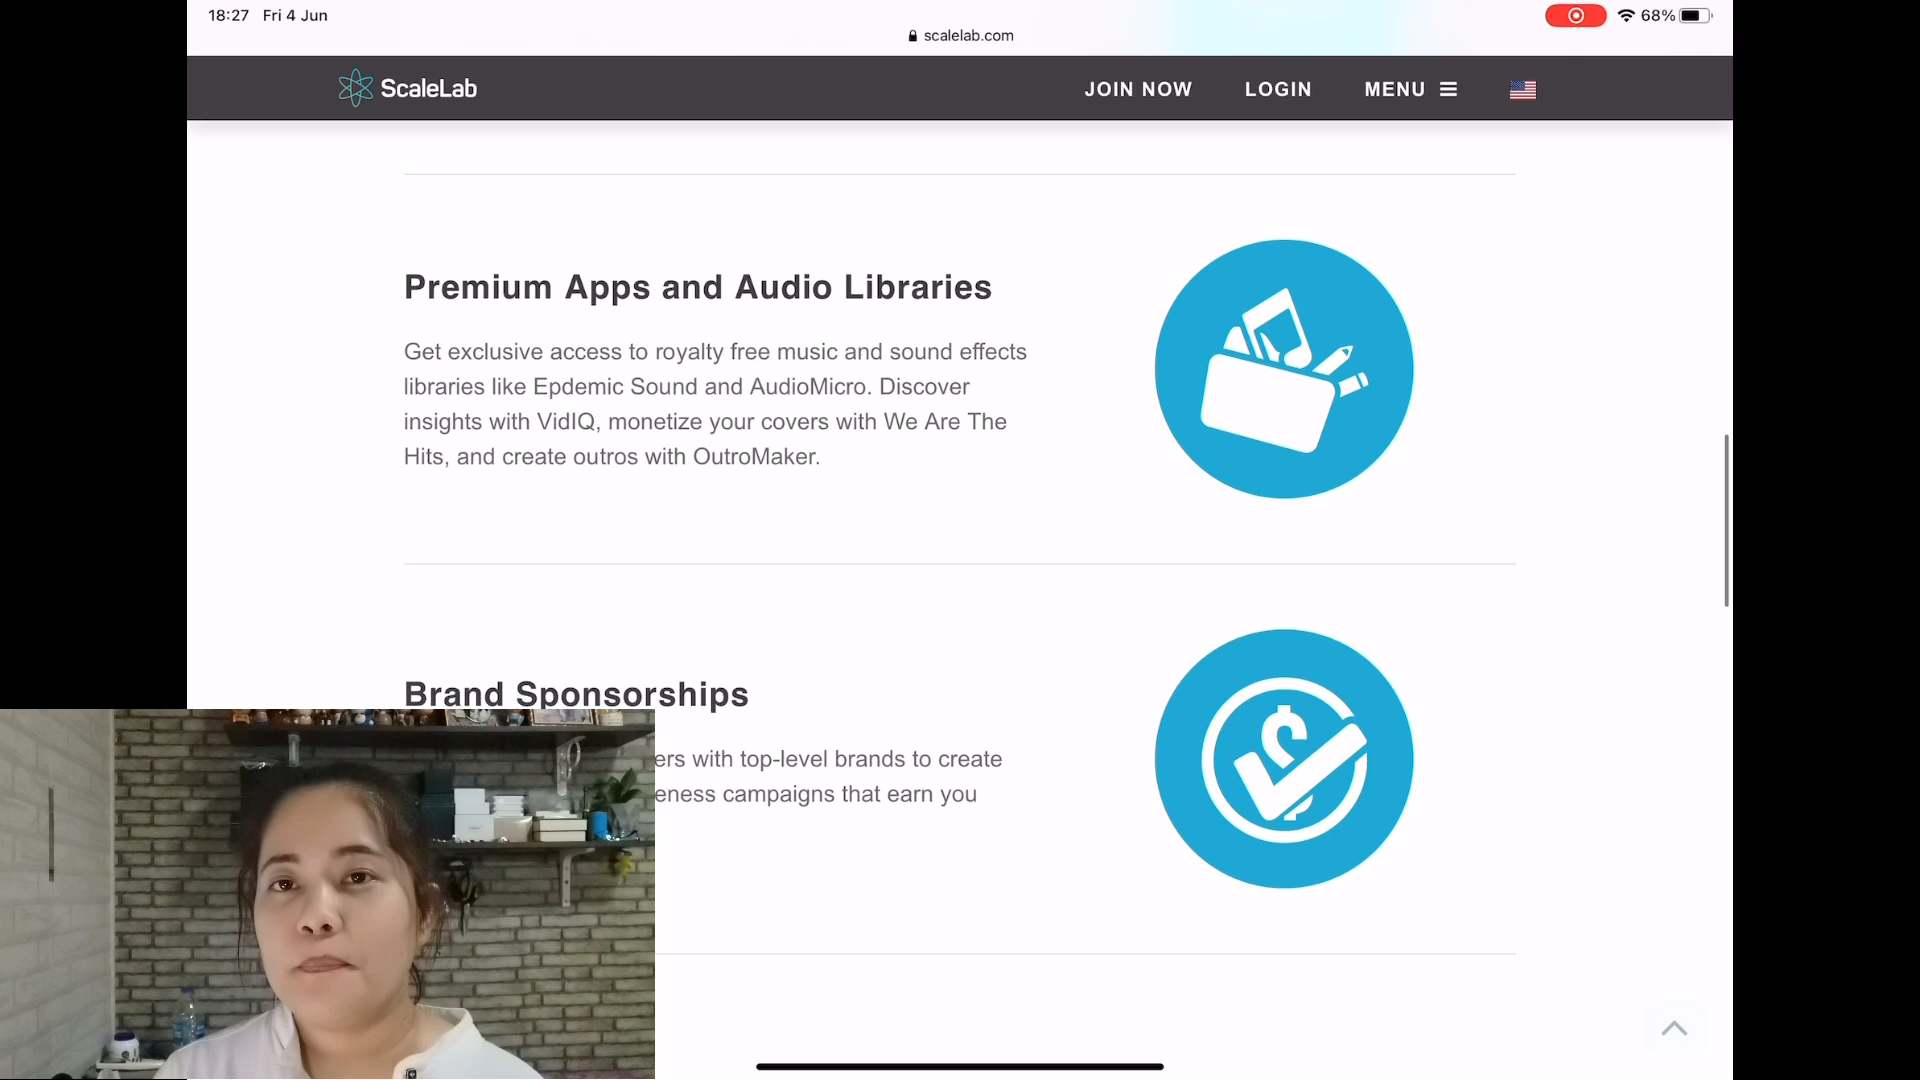 18:27 Fri 4 Jun
68%
scalelab.com
ScaleLab
JOIN NOW
LOGIN
MENU
Premium Apps and Audio Libraries
Get exclusive access to royalty free music and sound effects
libraries like Epdemic Sound and AudioMicro. Discover
insights with VidIQ, monetize your covers with We Are The
Hits, and create outros with OutroMaker.
Brand Sponsorships
with top-level brands to create
campaigns that earn you